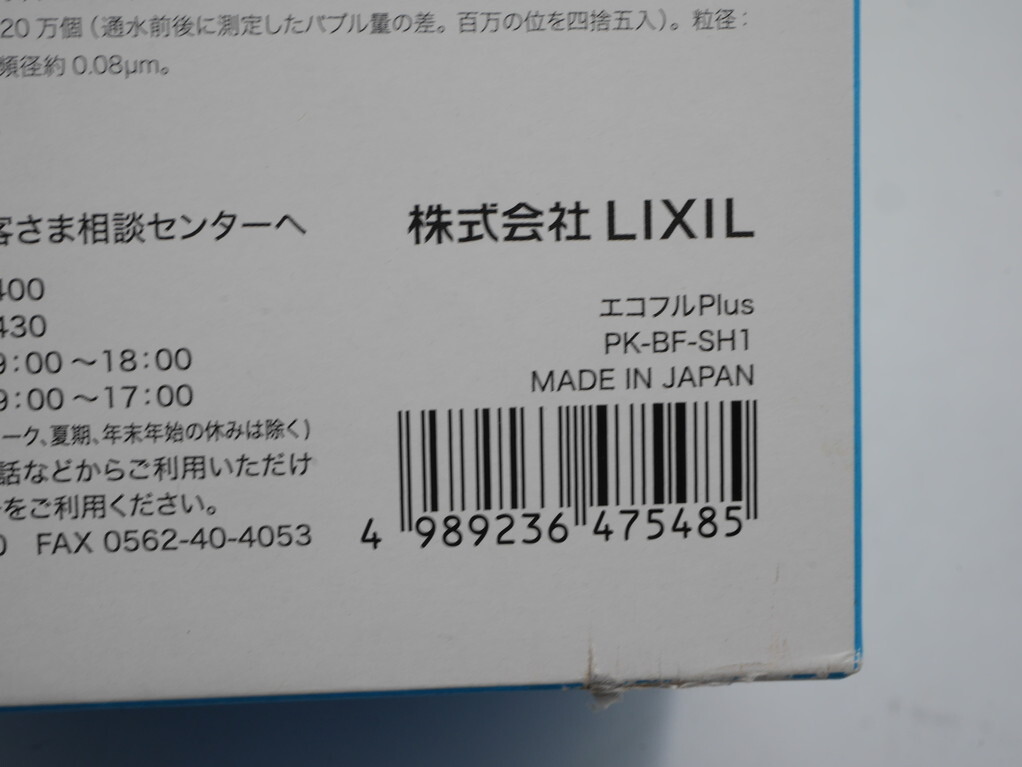 20 万個（通水前後に測定したバブル量の差。百万の位を四捨五入）。粒径：
頻径約 0.08μm。
客さま相談センターへ
株式会社 LIXIL
400
430
9：00 〜18：00
9：00 〜17：00
ーク、夏期、年末年始の休みは除く)
話などからご利用いただけ
をご利用ください。
0 FAX 0562-40-4053
エコフルPlus
PK-BF-SH1
MADE IN JAPAN
4 989236 475485